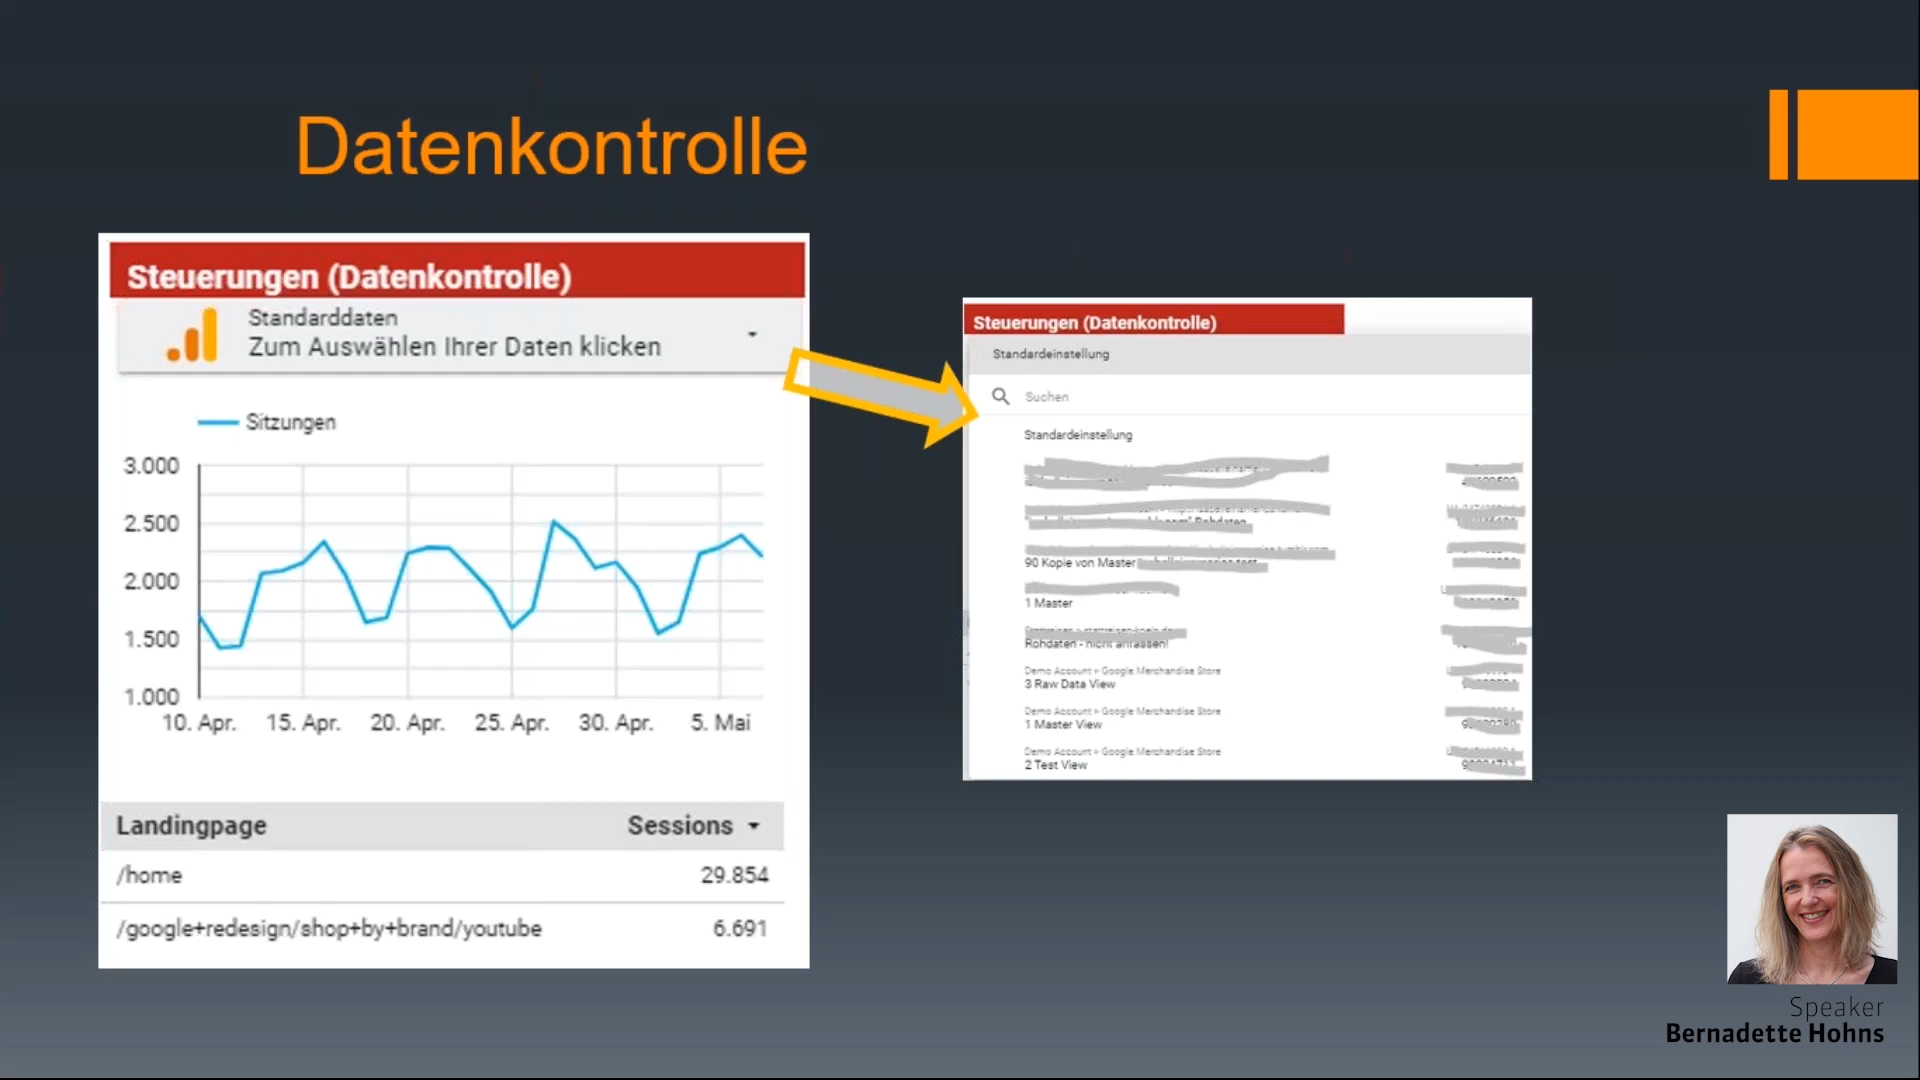 Datenkontrolle
Steuerungen (Datenkontrolle)
Standarddaten
Zum Auswählen Ihrer Daten klicken
Sitzungen
3.000
2.500
2.000
1.500
1.000
10. Apr. 15. Apr. 20. Apr. 25. Apr. 30. Apr. 5. Mai
Landingpage Sessions
/home 29.854
/google+redesign/shop+by+brand/youtube 6.691
Steuerungen (Datenkontrolle)
Standardeinstellung
Suchen
Standardeinstellung
Rohdaten
90 Kopie von Master
1 Master
Rohdaten - nicht anfassen!
Demo Account > Google Merchandise Store
3 Raw Data View
Demo Account > Google Merchandise Store
1 Master View
Demo Account > Google Merchandise Store
2 Test View
Speaker
Bernadette Hohns